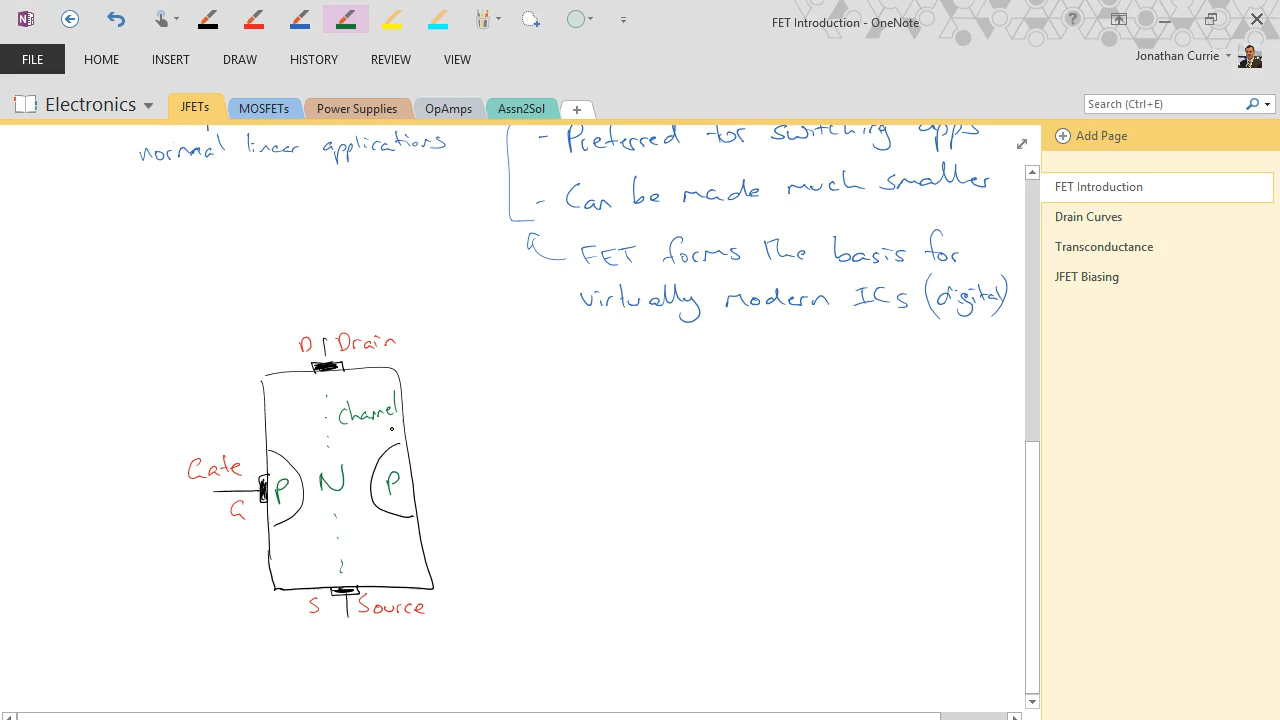 FET Introduction - OneNote
Jonathan Currie
FILE HOME INSERT DRAW HISTORY REVIEW VIEW
Electronics
JFETs MOSFETs Power Supplies OpAmps Assn2Sol
Search (Ctrl+E)
Add Page
FET Introduction
Drain Curves
Transconductance
JFET Biasing
normal linear applications
- Preferred for switching apps
- Can be made much smaller
FET forms the basis for
virtually modern ICs (digital)
D Drain
channel
Gate
P N P
G
S Source